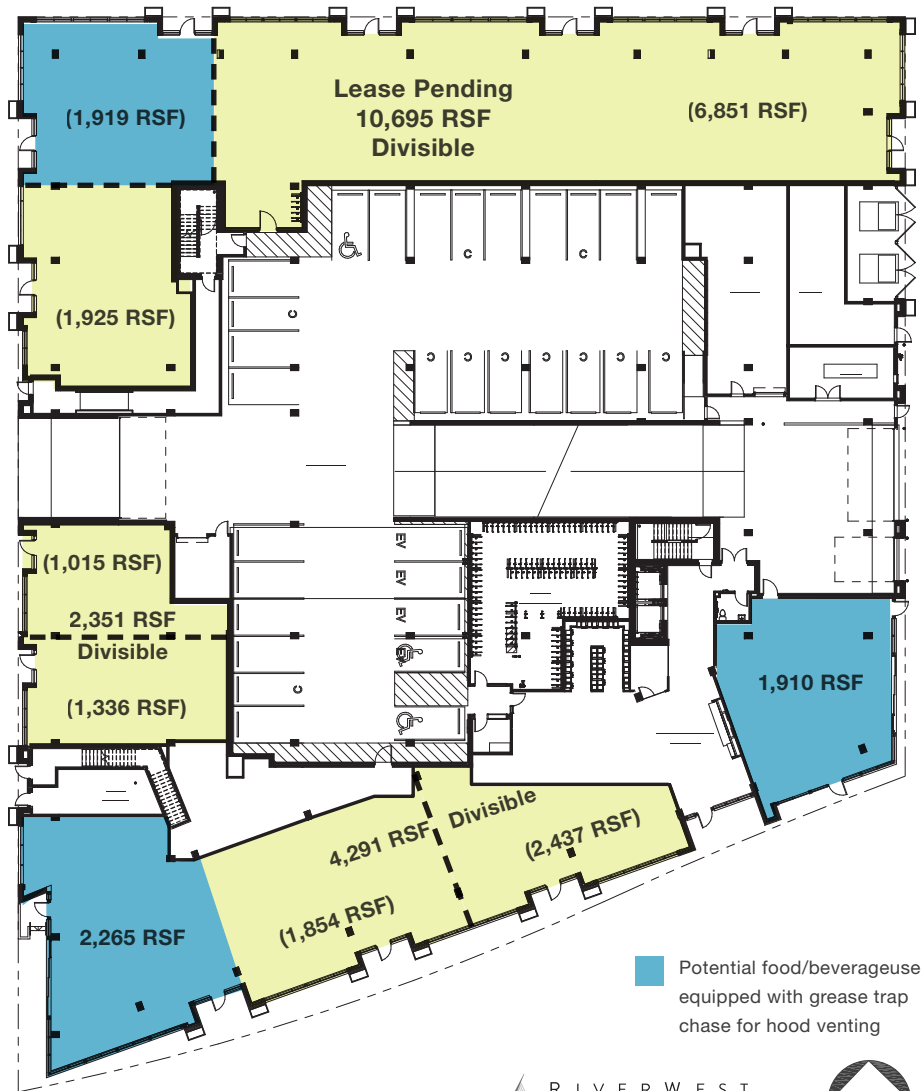 Lease Pending
10,695 RSF
Divisible
(1,919 RSF)
(6,851 RSF)
(1,925 RSF)
C
C
C
C
C
C
C
C
C
C
(1,015 RSF)
2,351 RSF
Divisible
(1,336 RSF)
EV
EV
EV
EV
C
1,910 RSF
4,291 RSF Divisible
(2,437 RSF)
(1,854 RSF)
2,265 RSF
Potential food/beverageuse
equipped with grease trap
chase for hood venting
RIVERWEST